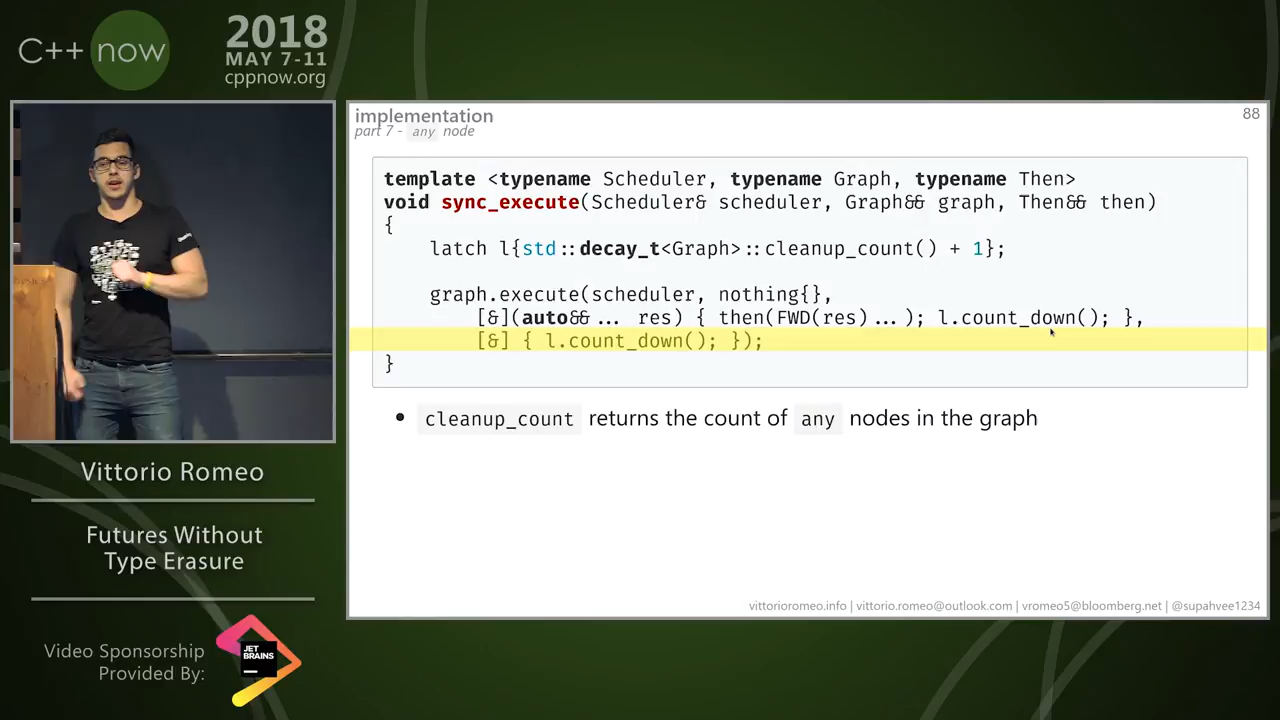 C++ now
2018
MAY 7-11
cppnow.org
implementation
part 7 - any node
88
template <typename Scheduler, typename Graph, typename Then>
void sync_execute(Scheduler& scheduler, Graph&& graph, Then&& then)
{
latch l{std::decay_t<Graph>::cleanup_count() + 1};
graph.execute(scheduler, nothing{},
[&](auto&&... res) { then(FWD(res)...); l.count_down(); },
[&] { l.count_down(); });
}
• cleanup_count returns the count of any nodes in the graph
vittorioromeo.info | vittorio.romeo@outlook.com | vromeo5@bloomberg.net | @supahvee1234
Vittorio Romeo
Futures Without
Type Erasure
Video Sponsorship
Provided By:
JET
BRAINS